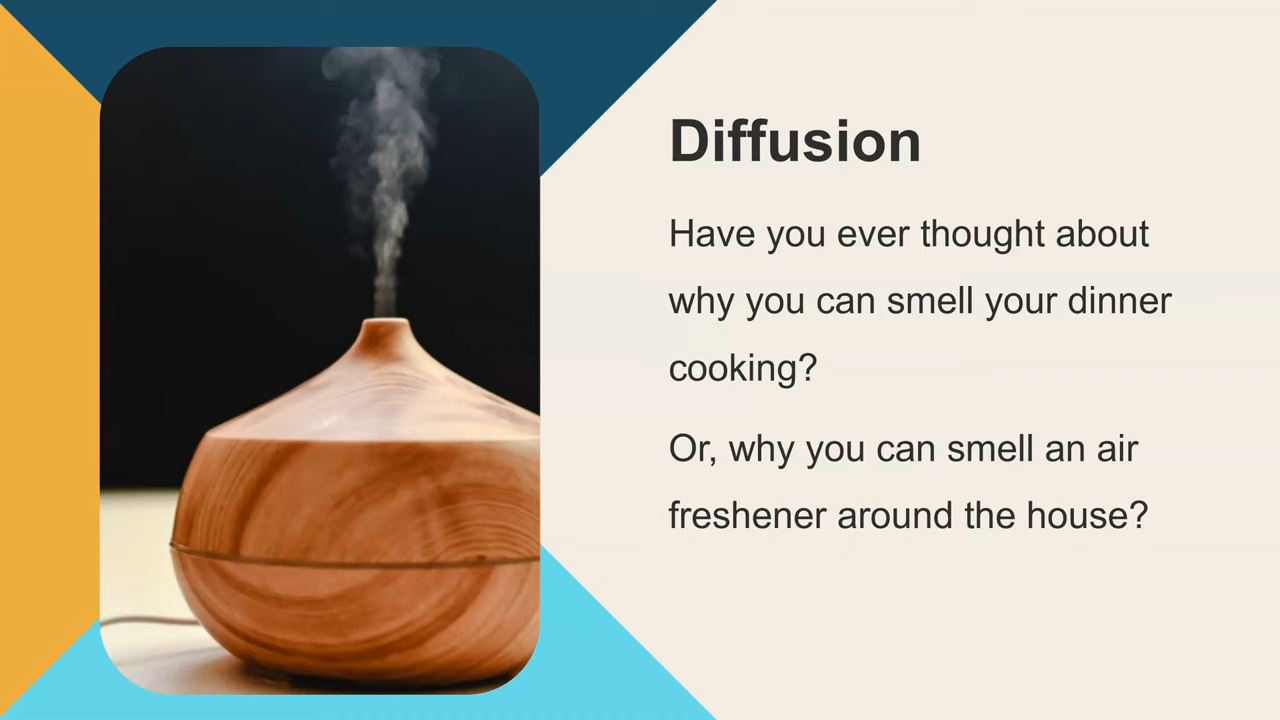 Diffusion
Have you ever thought about
why you can smell your dinner
cooking?
Or, why you can smell an air
freshener around the house?